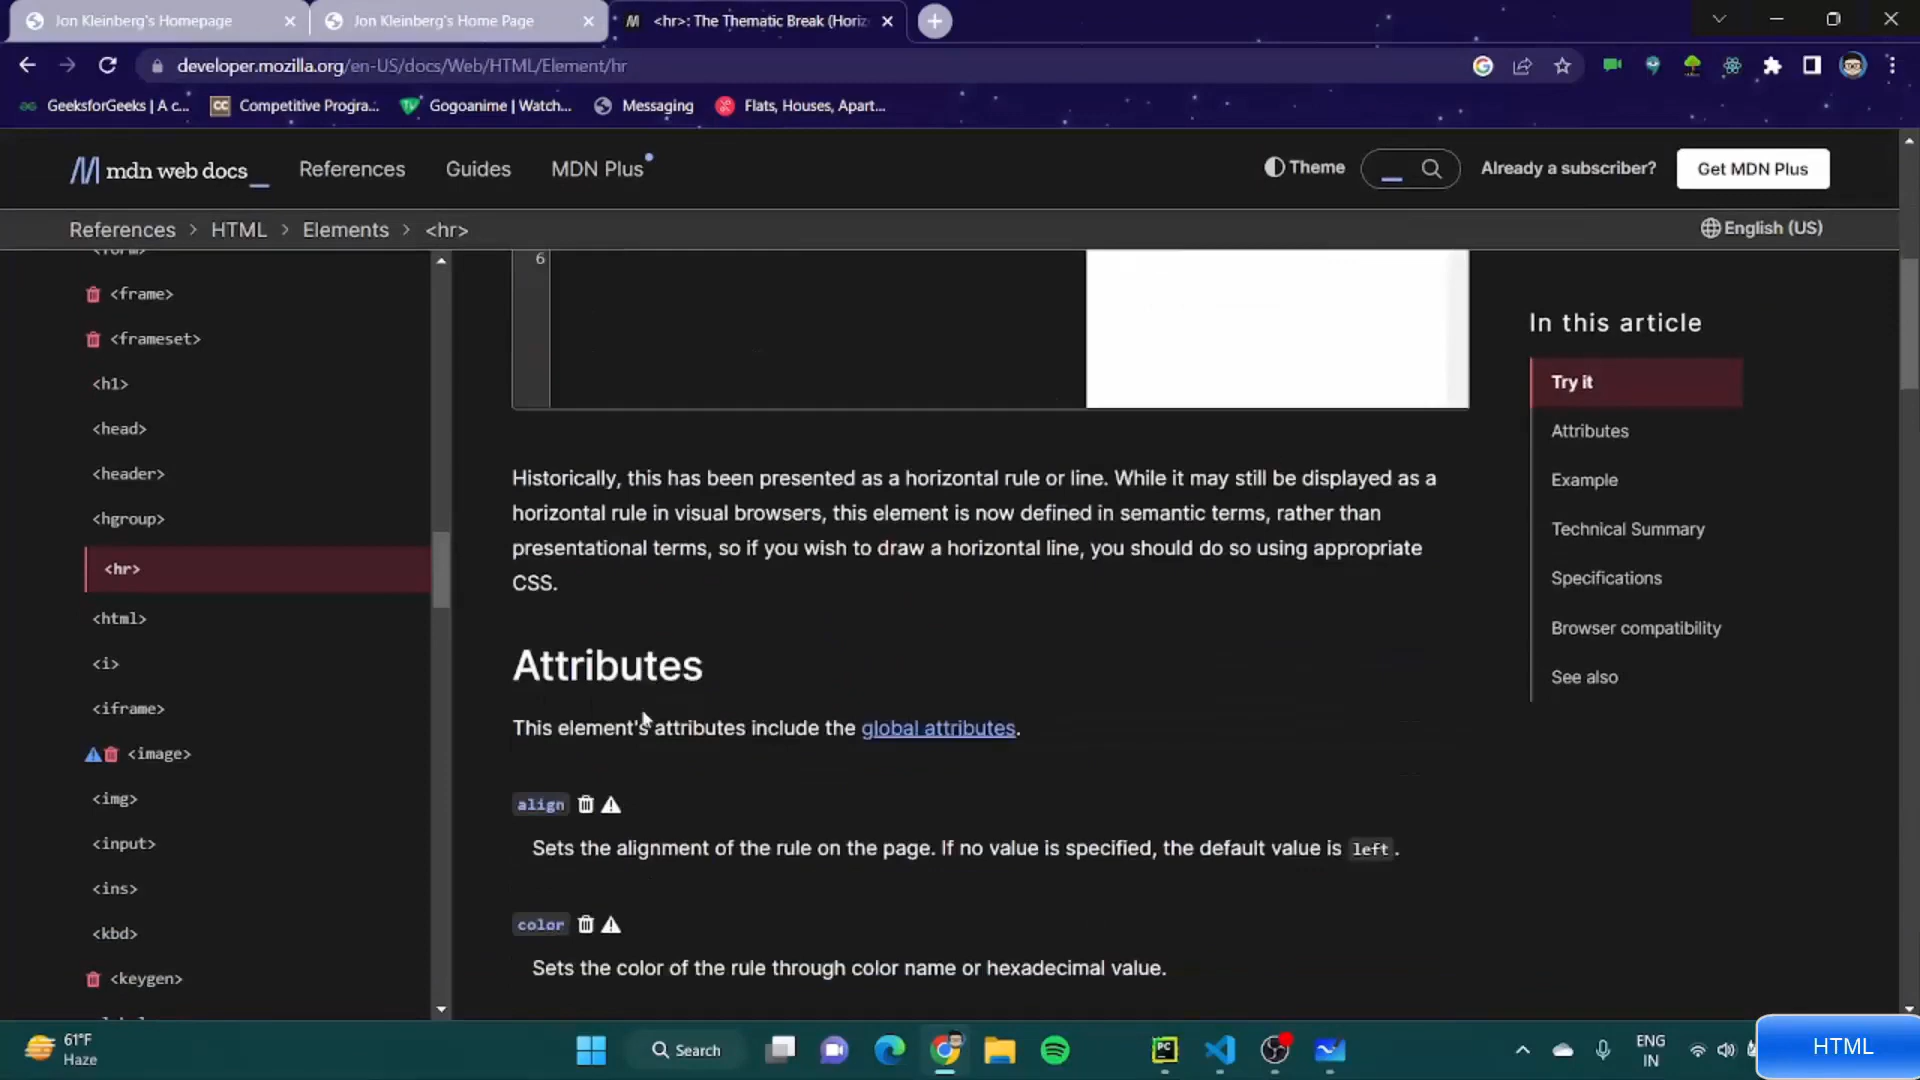 Jon Kleinberg's Homepage
Jon Kleinberg's Home Page
<hr>: The Thematic Break (Horiz
developer.mozilla.org/en-US/docs/Web/HTML/Element/hr
GeeksforGeeks | A c...
CC
Competitive Progra...
Gogoanime | Watch...
Messaging
Flats, Houses, Apart...
mdn web docs_
References
Guides
MDN Plus
Theme
Already a subscriber?
Get MDN Plus
References > HTML > Elements > <hr>
English (US)
<form>
<frame>
<frameset>
<h1>
<head>
<header>
<hgroup>
<hr>
<html>
<i>
<iframe>
<image>
<img>
<input>
<ins>
<kbd>
<keygen>
6
Historically, this has been presented as a horizontal rule or line. While it may still be displayed as a
horizontal rule in visual browsers, this element is now defined in semantic terms, rather than
presentational terms, so if you wish to draw a horizontal line, you should do so using appropriate
CSS.
Attributes
This element's attributes include the global attributes.
align
Sets the alignment of the rule on the page. If no value is specified, the default value is left.
color
Sets the color of the rule through color name or hexadecimal value.
In this article
Try it
Attributes
Example
Technical Summary
Specifications
Browser compatibility
See also
61°F
Haze
Search
PC
ENG
IN
HTML